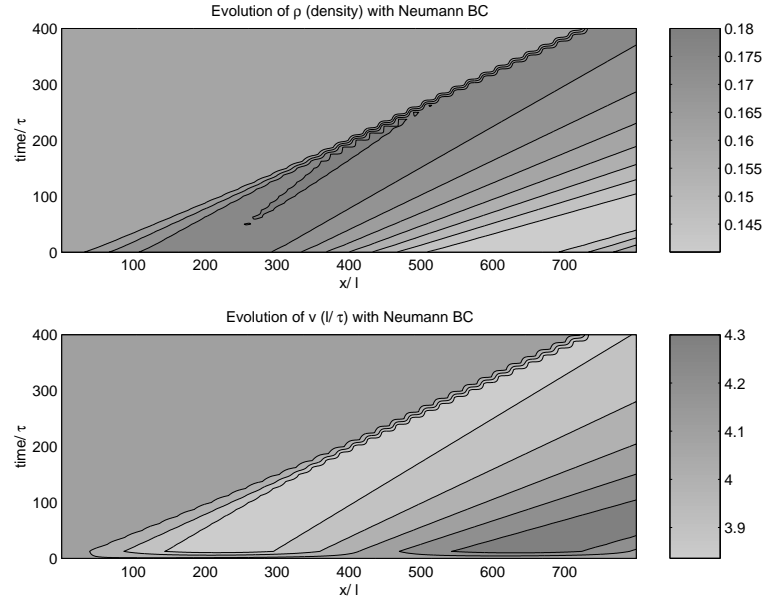 Evolution of ρ (density) with Neumann BC
400
300
200
100
0
time/ τ
100 200 300 400 500 600 700
x/ l
0.18
0.175
0.17
0.165
0.16
0.155
0.15
0.145
Evolution of v (l/ τ) with Neumann BC
400
300
200
100
0
time/ τ
100 200 300 400 500 600 700
x/ l
4.3
4.2
4.1
4
3.9